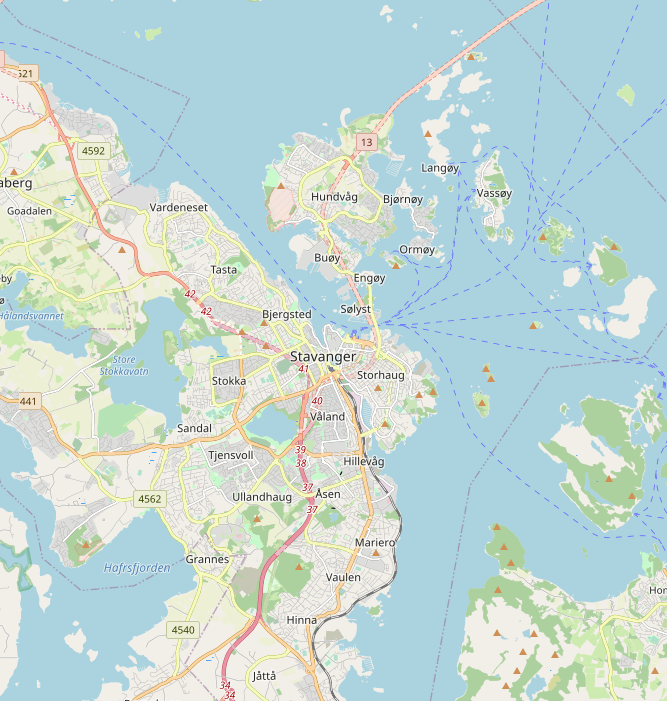 521
13
4592
Langøy
aberg
Vassøy
Hundvåg
Bjørnøy
Goadalen
Vardeneset
Ormøy
Buøy
Tasta
by
Engøy
ø
42
Sølyst
42
Bjergsted
Hålandsvannet
Stavanger
Store
Stokkavatn
41
Storhaug
Stokka
441
40
Våland
Sandal
39
Tjensvoll
38
Hillevåg
37
Åsen
4562
Ullandhaug
37
Mariero
Grannes
Hafrsfjorden
Vaulen
Hom
Hinna
4540
Jåttå
34
34